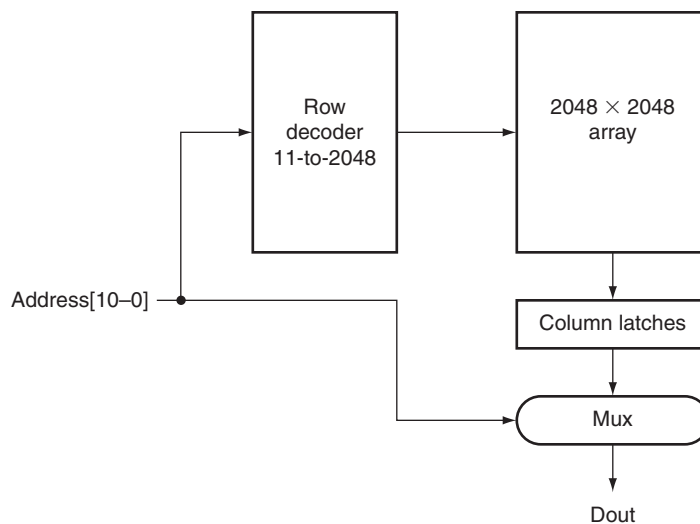 Row
decoder
11-to-2048
2048 × 2048
array
Address[10–0]
Column latches
Mux
Dout